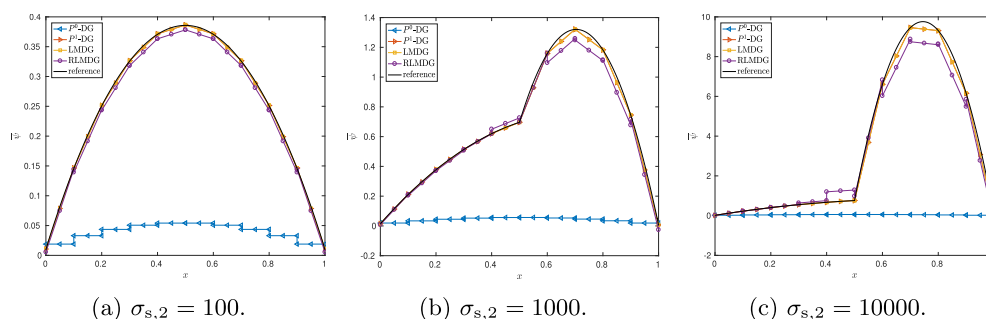 0.4
0.35
0.3
0.25
0.2
0.15
0.1
0.05
0
ψ̅
0
0.2
0.4
0.6
0.8
1
x
P⁰-DG
P¹-DG
LMDG
RLMDG
reference
(a) σs,2 = 100.
1.4
1.2
1
0.8
0.6
0.4
0.2
0
-0.2
ψ̅
0
0.2
0.4
0.6
0.8
1
x
P⁰-DG
P¹-DG
LMDG
RLMDG
reference
(b) σs,2 = 1000.
10
8
6
4
2
0
-2
ψ̅
0
0.2
0.4
0.6
0.8
x
P⁰-DG
P¹-DG
LMDG
RLMDG
reference
(c) σs,2 = 10000.